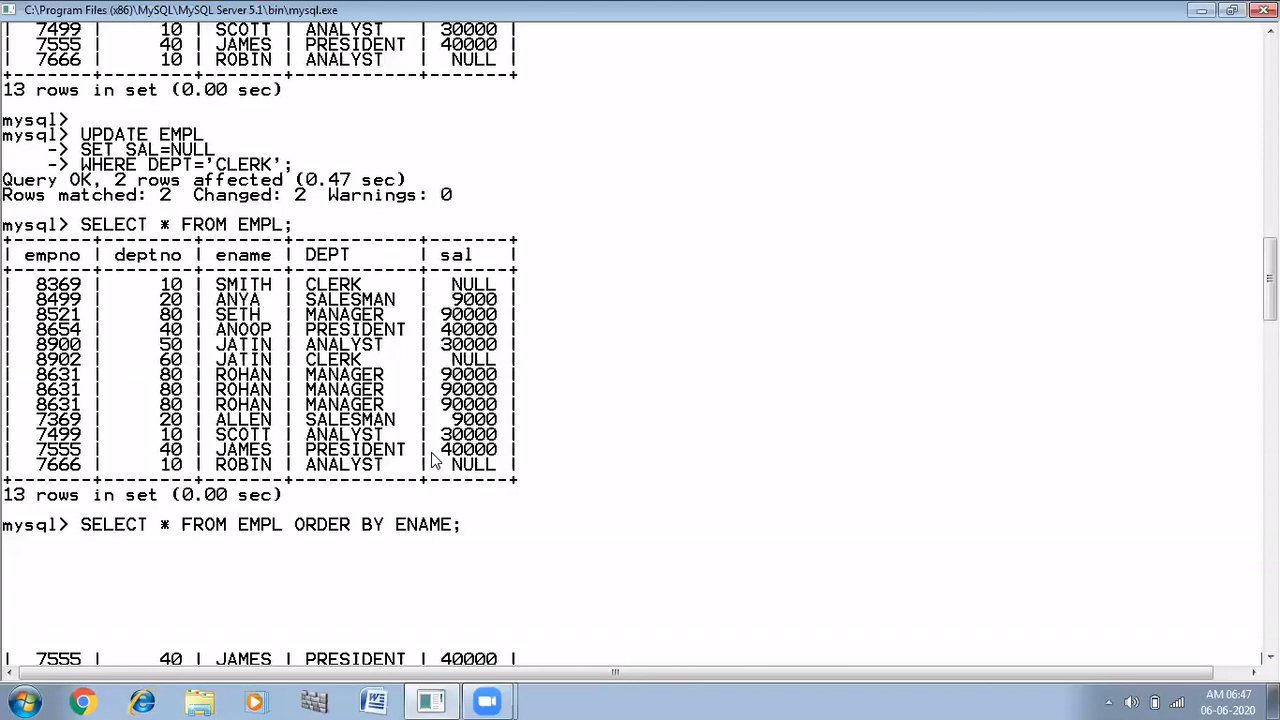 C:\Program Files (x86)\MySQL\MySQL Server 5.1\bin\mysql.exe
| 7499 | 10 | SCOTT | ANALYST | 30000 |
| 7555 | 40 | JAMES | PRESIDENT | 40000 |
| 7666 | 10 | ROBIN | ANALYST | NULL |
+-------+--------+-------+-----------+-------+
13 rows in set (0.00 sec)
mysql>
mysql> UPDATE EMPL
-> SET SAL=NULL
-> WHERE DEPT='CLERK';
Query OK, 2 rows affected (0.47 sec)
Rows matched: 2 Changed: 2 Warnings: 0
mysql> SELECT * FROM EMPL;
+-------+--------+-------+-----------+-------+
| empno | deptno | ename | DEPT | sal |
+-------+--------+-------+-----------+-------+
| 8369 | 10 | SMITH | CLERK | NULL |
| 8499 | 20 | ANYA | SALESMAN | 9000 |
| 8521 | 80 | SETH | MANAGER | 90000 |
| 8654 | 40 | ANOOP | PRESIDENT | 40000 |
| 8900 | 50 | JATIN | ANALYST | 30000 |
| 8902 | 60 | JATIN | CLERK | NULL |
| 8631 | 80 | ROHAN | MANAGER | 90000 |
| 8631 | 80 | ROHAN | MANAGER | 90000 |
| 8631 | 80 | ROHAN | MANAGER | 90000 |
| 7369 | 20 | ALLEN | SALESMAN | 9000 |
| 7499 | 10 | SCOTT | ANALYST | 30000 |
| 7555 | 40 | JAMES | PRESIDENT | 40000 |
| 7666 | 10 | ROBIN | ANALYST | NULL |
+-------+--------+-------+-----------+-------+
13 rows in set (0.00 sec)
mysql> SELECT * FROM EMPL ORDER BY ENAME;
| 7555 | 40 | JAMES | PRESIDENT | 40000 |
AM 06:47
06-06-2020